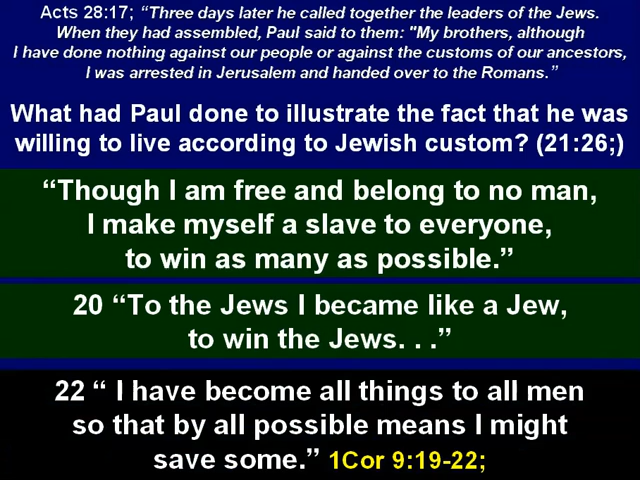 Acts 28:17; “Three days later he called together the leaders of the Jews.
When they had assembled, Paul said to them: "My brothers, although
I have done nothing against our people or against the customs of our ancestors,
I was arrested in Jerusalem and handed over to the Romans.”
What had Paul done to illustrate the fact that he was
willing to live according to Jewish custom? (21:26;)
“Though I am free and belong to no man,
I make myself a slave to everyone,
to win as many as possible.”
20 “To the Jews I became like a Jew,
to win the Jews. . .”
22 “ I have become all things to all men
so that by all possible means I might
save some.” 1Cor 9:19-22;